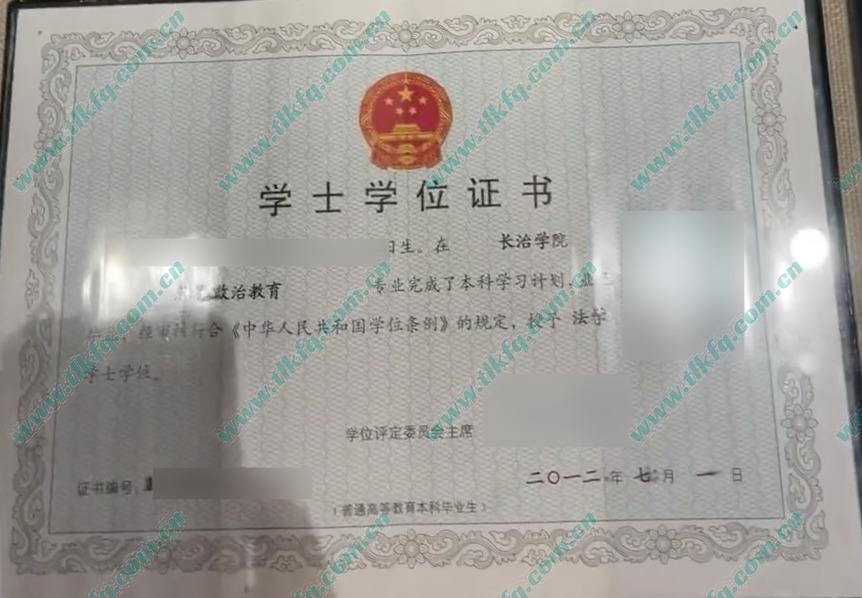 学士学位证书
日生。在 长治学院
政治教育 专业完成了本科学习计划，业已
符合《中华人民共和国学位条例》的规定，授予 法学
学士学位。
学位评定委员会主席
证书编号： 二〇一二年 七 月 一 日
（普通高等教育本科毕业生）
www.tlkfq.com.cn